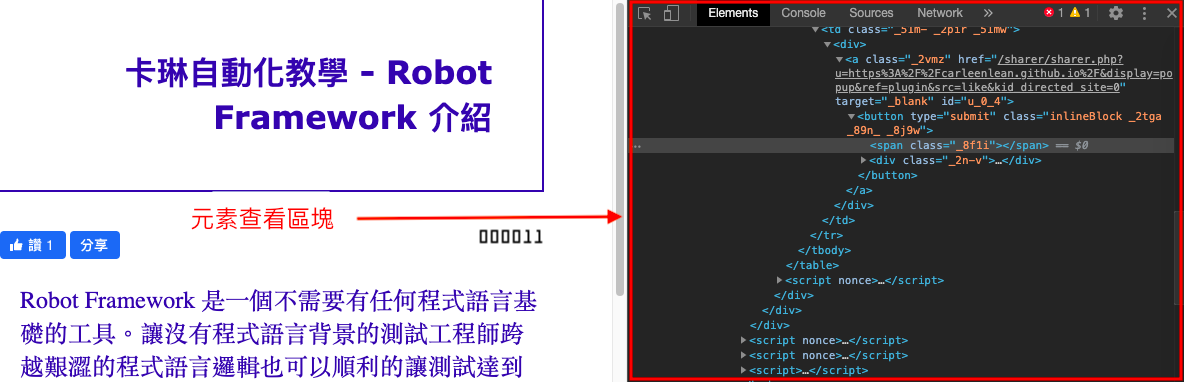 卡琳自動化教學 - Robot
Framework 介紹
元素查看區塊
000011
讚 1
分享
Robot Framework 是一個不需要有任何程式語言基
礎的工具。讓沒有程式語言背景的測試工程師跨
越艱澀的程式語言邏輯也可以順利的讓測試達到
Elements Console Sources Network » 1 1
▼<td class="_51m- _2pir _51mw">
▼<div>
▼<a class="_2vmz" href="/sharer/sharer.php?
u=https%3A%2F%2Fcarleenlean.github.io%2F&display=po
pup&ref=plugin&src=like&kid_directed_site=0"
target="_blank" id="u_0_4">
▼<button type="submit" class="inlineBlock _2tga
_89n_ _8j9w">
… <span class="_8f1i"></span> == $0
▶<div class="_2n-v">…</div>
</button>
</a>
</div>
</td>
</tr>
</tbody>
</table>
▶<script nonce>…</script>
</div>
</div>
</div>
▶<script nonce>…</script>
▶<script nonce>…</script>
▶<script>…</script>